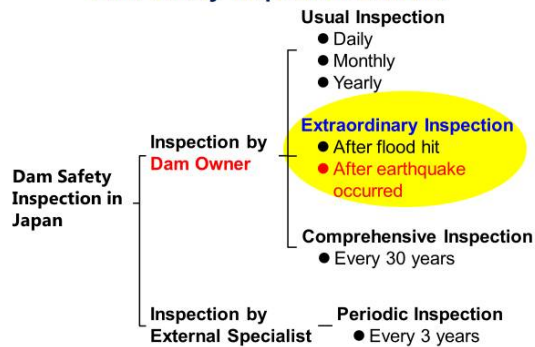 Usual Inspection
● Daily
● Monthly
● Yearly
Extraordinary Inspection
● After flood hit
● After earthquake
occurred
Inspection by
Dam Owner
Dam Safety
Inspection in
Japan
Comprehensive Inspection
● Every 30 years
Inspection by
External Specialist
Periodic Inspection
● Every 3 years